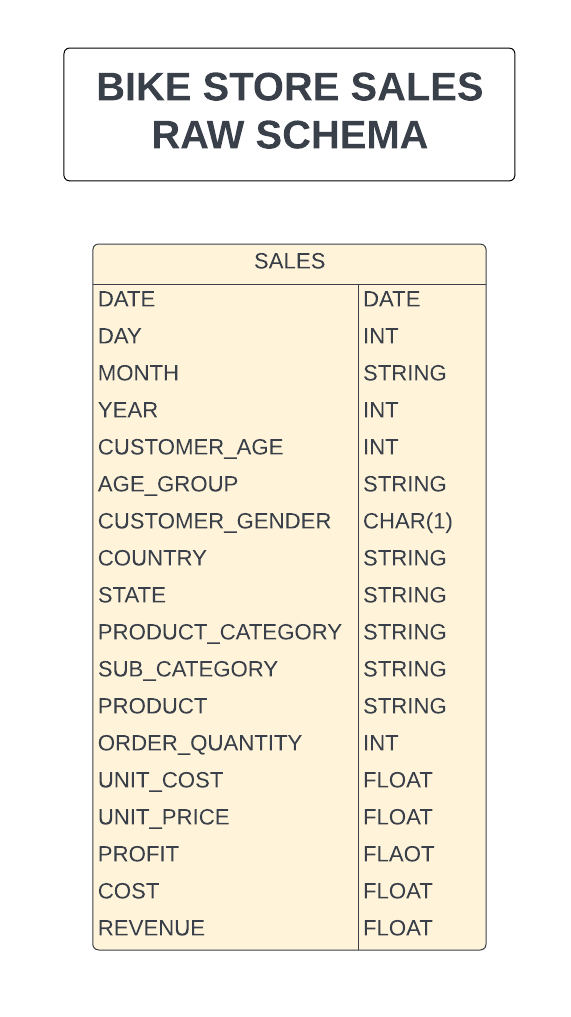 BIKE STORE SALES
RAW SCHEMA
SALES
DATE DATE
DAY INT
MONTH STRING
YEAR INT
CUSTOMER_AGE INT
AGE_GROUP STRING
CUSTOMER_GENDER CHAR(1)
COUNTRY STRING
STATE STRING
PRODUCT_CATEGORY STRING
SUB_CATEGORY STRING
PRODUCT STRING
ORDER_QUANTITY INT
UNIT_COST FLOAT
UNIT_PRICE FLOAT
PROFIT FLAOT
COST FLOAT
REVENUE FLOAT